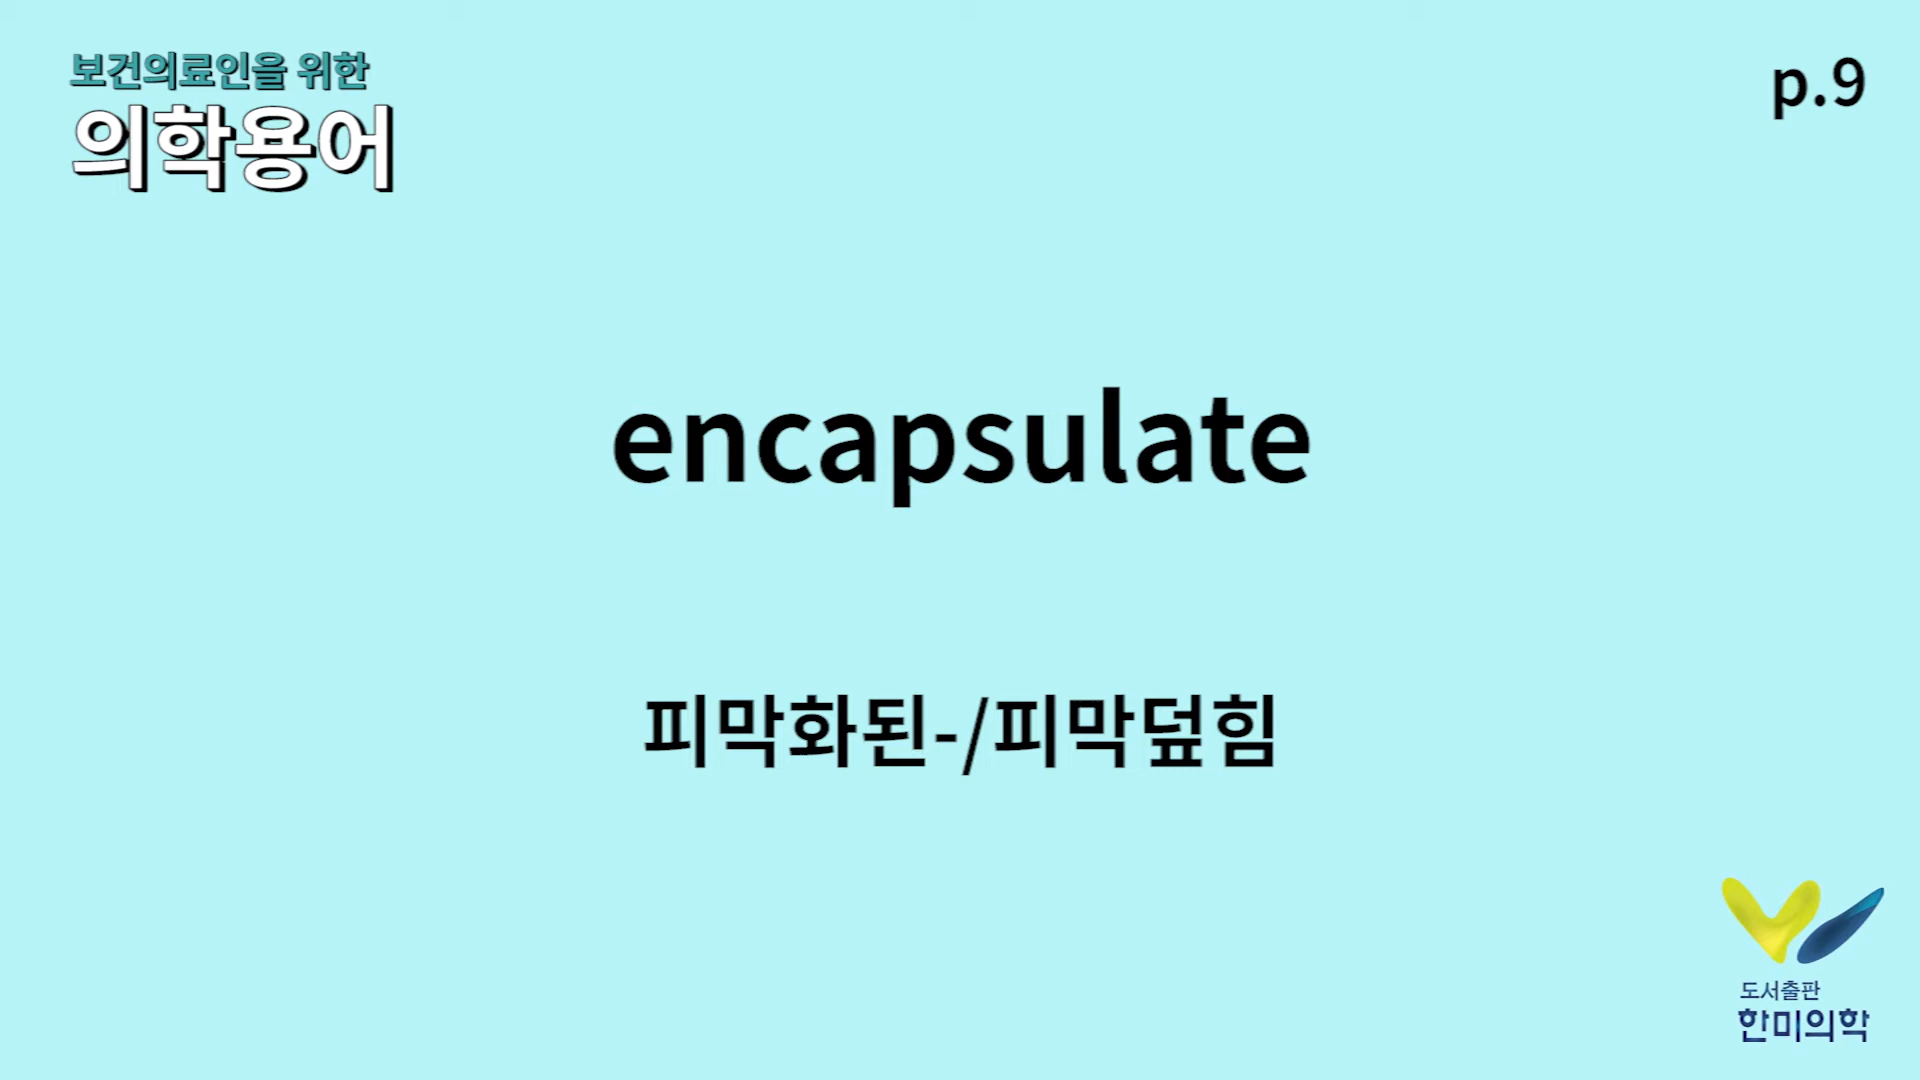 보건의료인을 위한
의학용어
p.9
encapsulate
피막화된-/피막덮힘
도서출판
한미의학